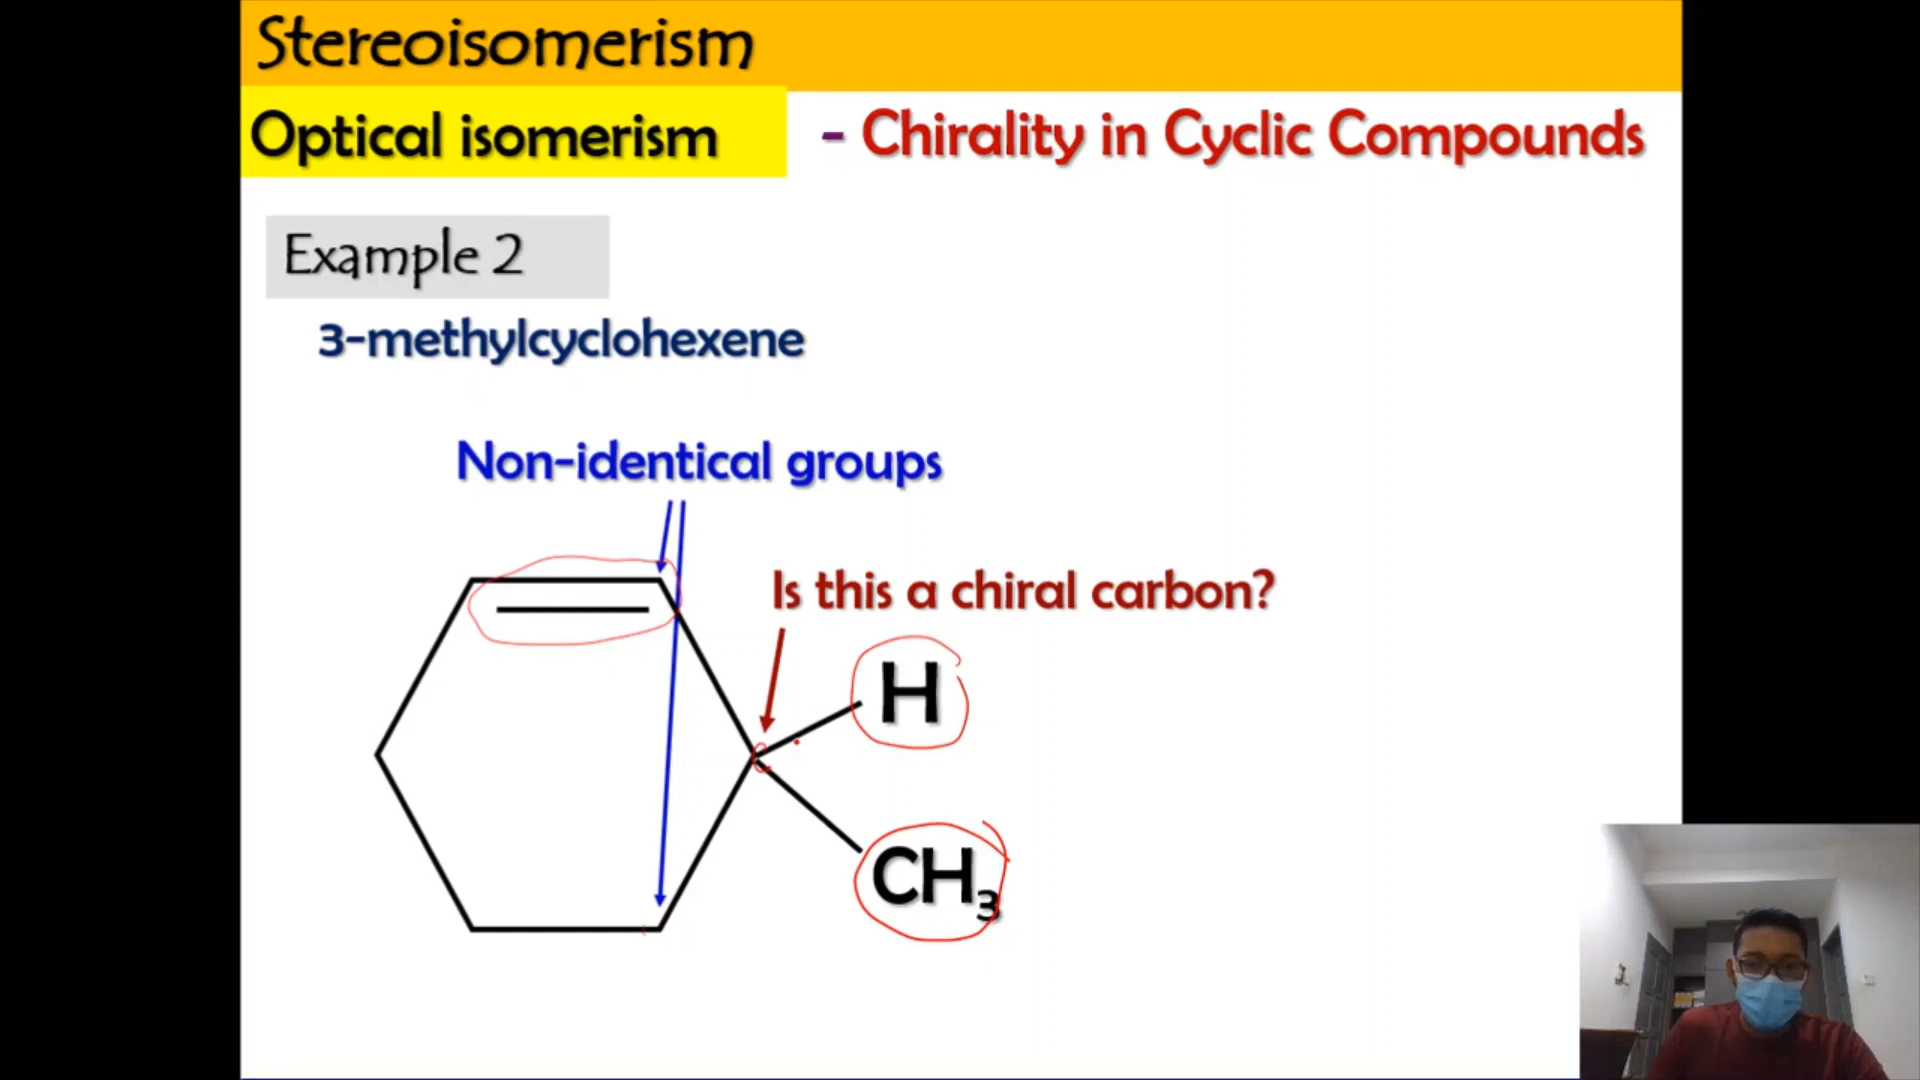 Stereoisomerism
Optical isomerism
- Chirality in Cyclic Compounds
Example 2
3-methylcyclohexene
Non-identical groups
Is this a chiral carbon?
H
CH₃